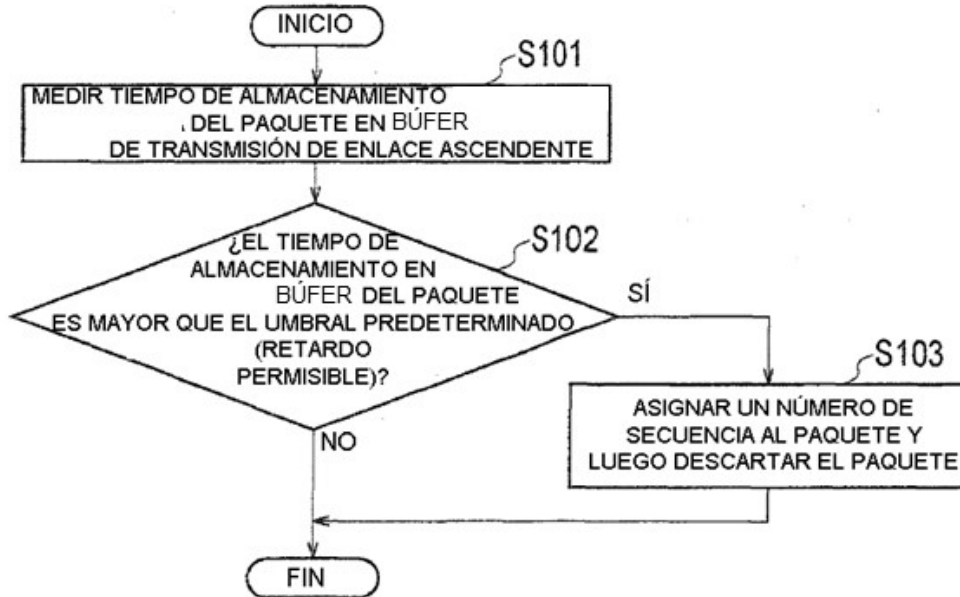 INICIO
S101
MEDIR TIEMPO DE ALMACENAMIENTO
DEL PAQUETE EN BÚFER
DE TRANSMISIÓN DE ENLACE ASCENDENTE
S102
¿EL TIEMPO DE
ALMACENAMIENTO EN
BÚFER DEL PAQUETE
ES MAYOR QUE EL UMBRAL PREDETERMINADO
(RETARDO
PERMISIBLE)?
SÍ
S103
ASIGNAR UN NÚMERO DE
SECUENCIA AL PAQUETE Y
LUEGO DESCARTAR EL PAQUETE
NO
FIN